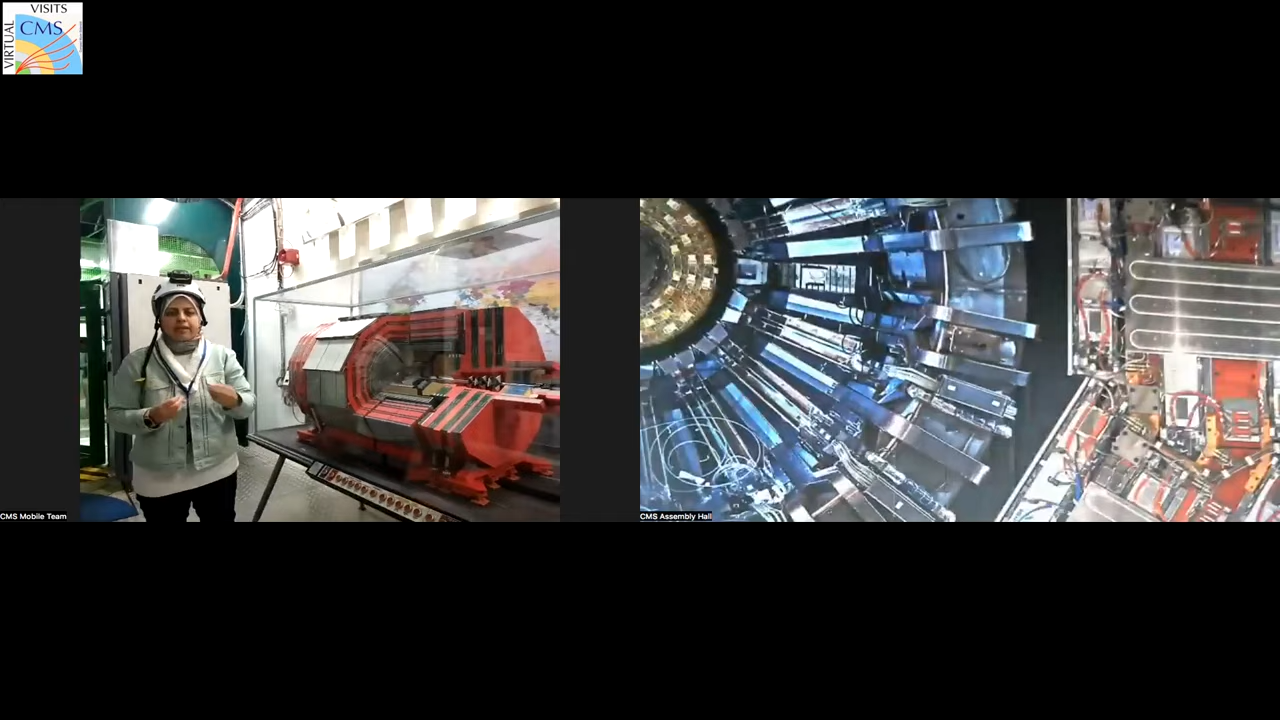 VISITS
CMS
VIRTUAL
CMS Mobile Team
CMS Assembly Hall